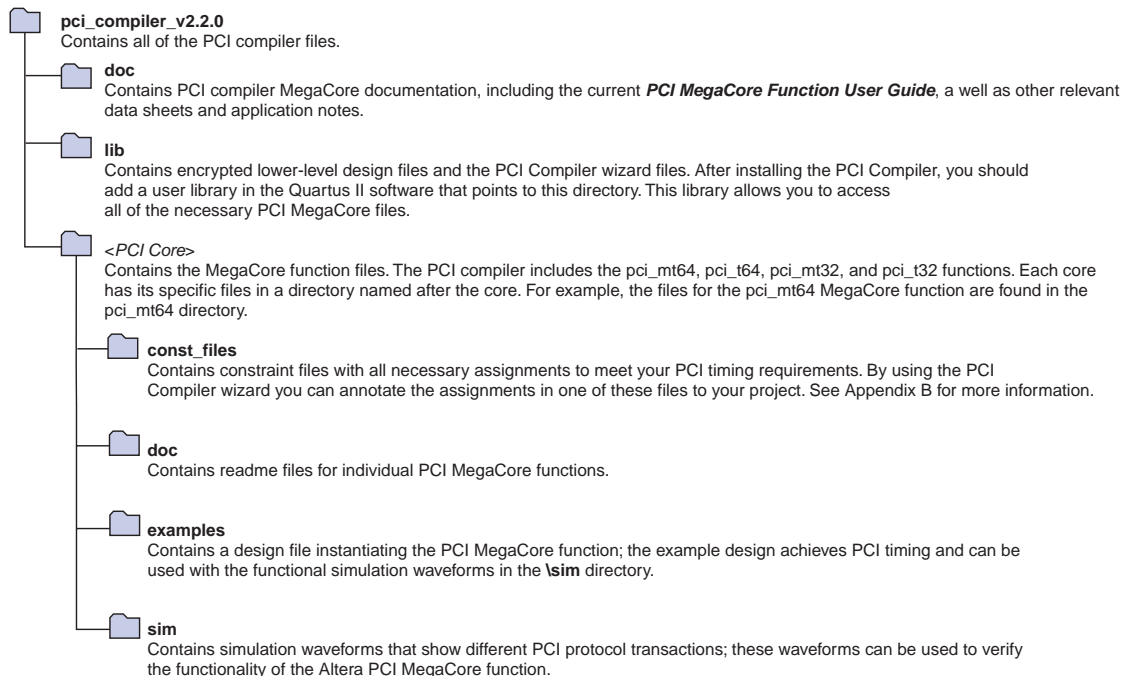 pci_compiler_v2.2.0
Contains all of the PCI compiler files.
doc
Contains PCI compiler MegaCore documentation, including the current PCI MegaCore Function User Guide, a well as other relevant
data sheets and application notes.
lib
Contains encrypted lower-level design files and the PCI Compiler wizard files. After installing the PCI Compiler, you should
add a user library in the Quartus II software that points to this directory. This library allows you to access
all of the necessary PCI MegaCore files.
<PCI Core>
Contains the MegaCore function files. The PCI compiler includes the pci_mt64, pci_t64, pci_mt32, and pci_t32 functions. Each core
has its specific files in a directory named after the core. For example, the files for the pci_mt64 MegaCore function are found in the
pci_mt64 directory.
const_files
Contains constraint files with all necessary assignments to meet your PCI timing requirements. By using the PCI
Compiler wizard you can annotate the assignments in one of these files to your project. See Appendix B for more information.
doc
Contains readme files for individual PCI MegaCore functions.
examples
Contains a design file instantiating the PCI MegaCore function; the example design achieves PCI timing and can be
used with the functional simulation waveforms in the \sim directory.
sim
Contains simulation waveforms that show different PCI protocol transactions; these waveforms can be used to verify
the functionality of the Altera PCI MegaCore function.